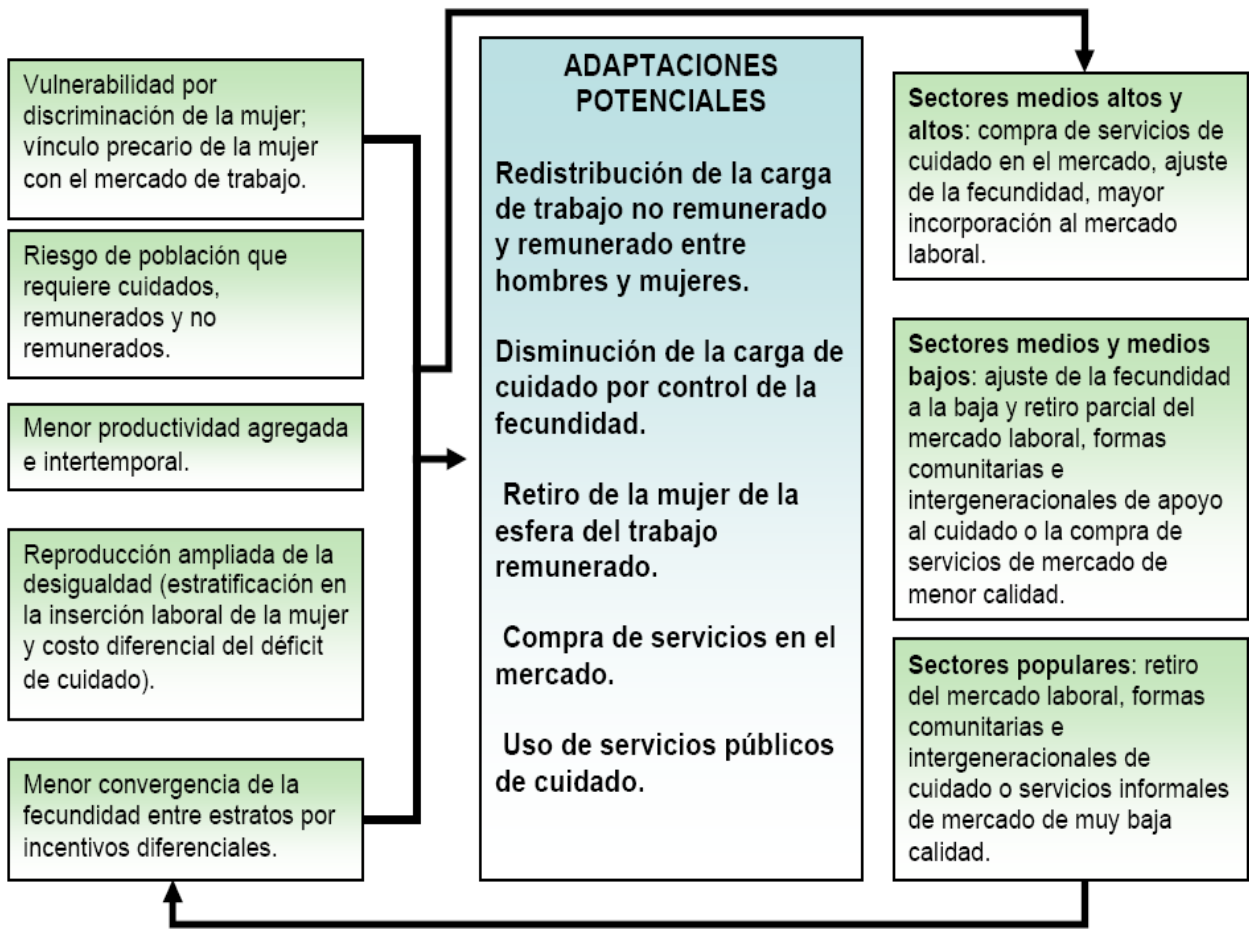 Vulnerabilidad por
discriminación de la mujer;
vínculo precario de la mujer
con el mercado de trabajo.
Riesgo de población que
requiere cuidados,
remunerados y no
remunerados.
Menor productividad agregada
e intertemporal.
Reproducción ampliada de la
desigualdad (estratificación en
la inserción laboral de la mujer
y costo diferencial del déficit
de cuidado).
Menor convergencia de la
fecundidad entre estratos por
incentivos diferenciales.
ADAPTACIONES
POTENCIALES
Redistribución de la carga
de trabajo no remunerado
y remunerado entre
hombres y mujeres.
Disminución de la carga de
cuidado por control de la
fecundidad.
Retiro de la mujer de la
esfera del trabajo
remunerado.
Compra de servicios en el
mercado.
Uso de servicios públicos
de cuidado.
Sectores medios altos y
altos: compra de servicios de
cuidado en el mercado, ajuste
de la fecundidad, mayor
incorporación al mercado
laboral.
Sectores medios y medios
bajos: ajuste de la fecundidad
a la baja y retiro parcial del
mercado laboral, formas
comunitarias e
intergeneracionales de apoyo
al cuidado o la compra de
servicios de mercado de
menor calidad.
Sectores populares: retiro
del mercado laboral, formas
comunitarias e
intergeneracionales de
cuidado o servicios informales
de mercado de muy baja
calidad.